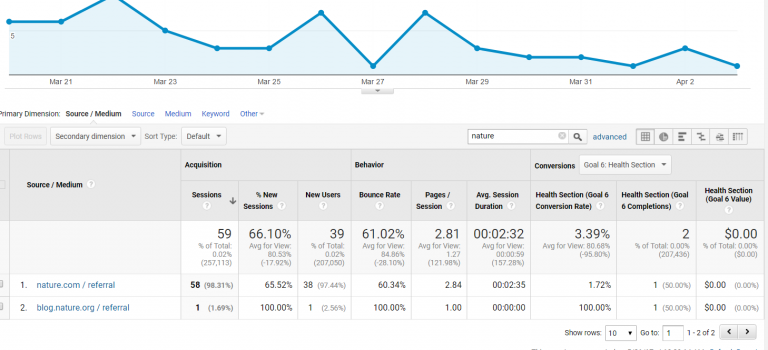 5
Mar 21 Mar 23 Mar 25 Mar 27 Mar 29 Mar 31 Apr 2
Primary Dimension: Source / Medium Source Medium Keyword Other
Plot Rows Secondary dimension Sort Type: Default nature advanced
Acquisition Behavior Conversions Goal 6: Health Section
Source / Medium ? Sessions ? % New Sessions ? New Users ? Bounce Rate ? Pages / Session ? Avg. Session Duration ? Health Section (Goal 6 Conversion Rate) ? Health Section (Goal 6 Completions) ? Health Section (Goal 6 Value) ?
59 66.10% 39 61.02% 2.81 00:02:32 3.39% 2 $0.00
% of Total: Avg for View: % of Total: Avg for View: Avg for View: Avg for View: Avg for View: 80.68% % of Total: 0.00% % of Total: 0.00%
0.02% 80.53% 0.02% 84.86% 1.27 00:00:59 (-95.80%) (207,436) ($0.00)
(257,113) (-17.92%) (207,050) (-28.10%) (121.98%) (157.28%)
1. nature.com / referral 58 (98.31%) 65.52% 38 (97.44%) 60.34% 2.84 00:02:35 1.72% 1 (50.00%) $0.00 (0.00%)
2. blog.nature.org / referral 1 (1.69%) 100.00% 1 (2.56%) 100.00% 1.00 00:00:00 100.00% 1 (50.00%) $0.00 (0.00%)
Show rows: 10 Go to: 1 1 - 2 of 2